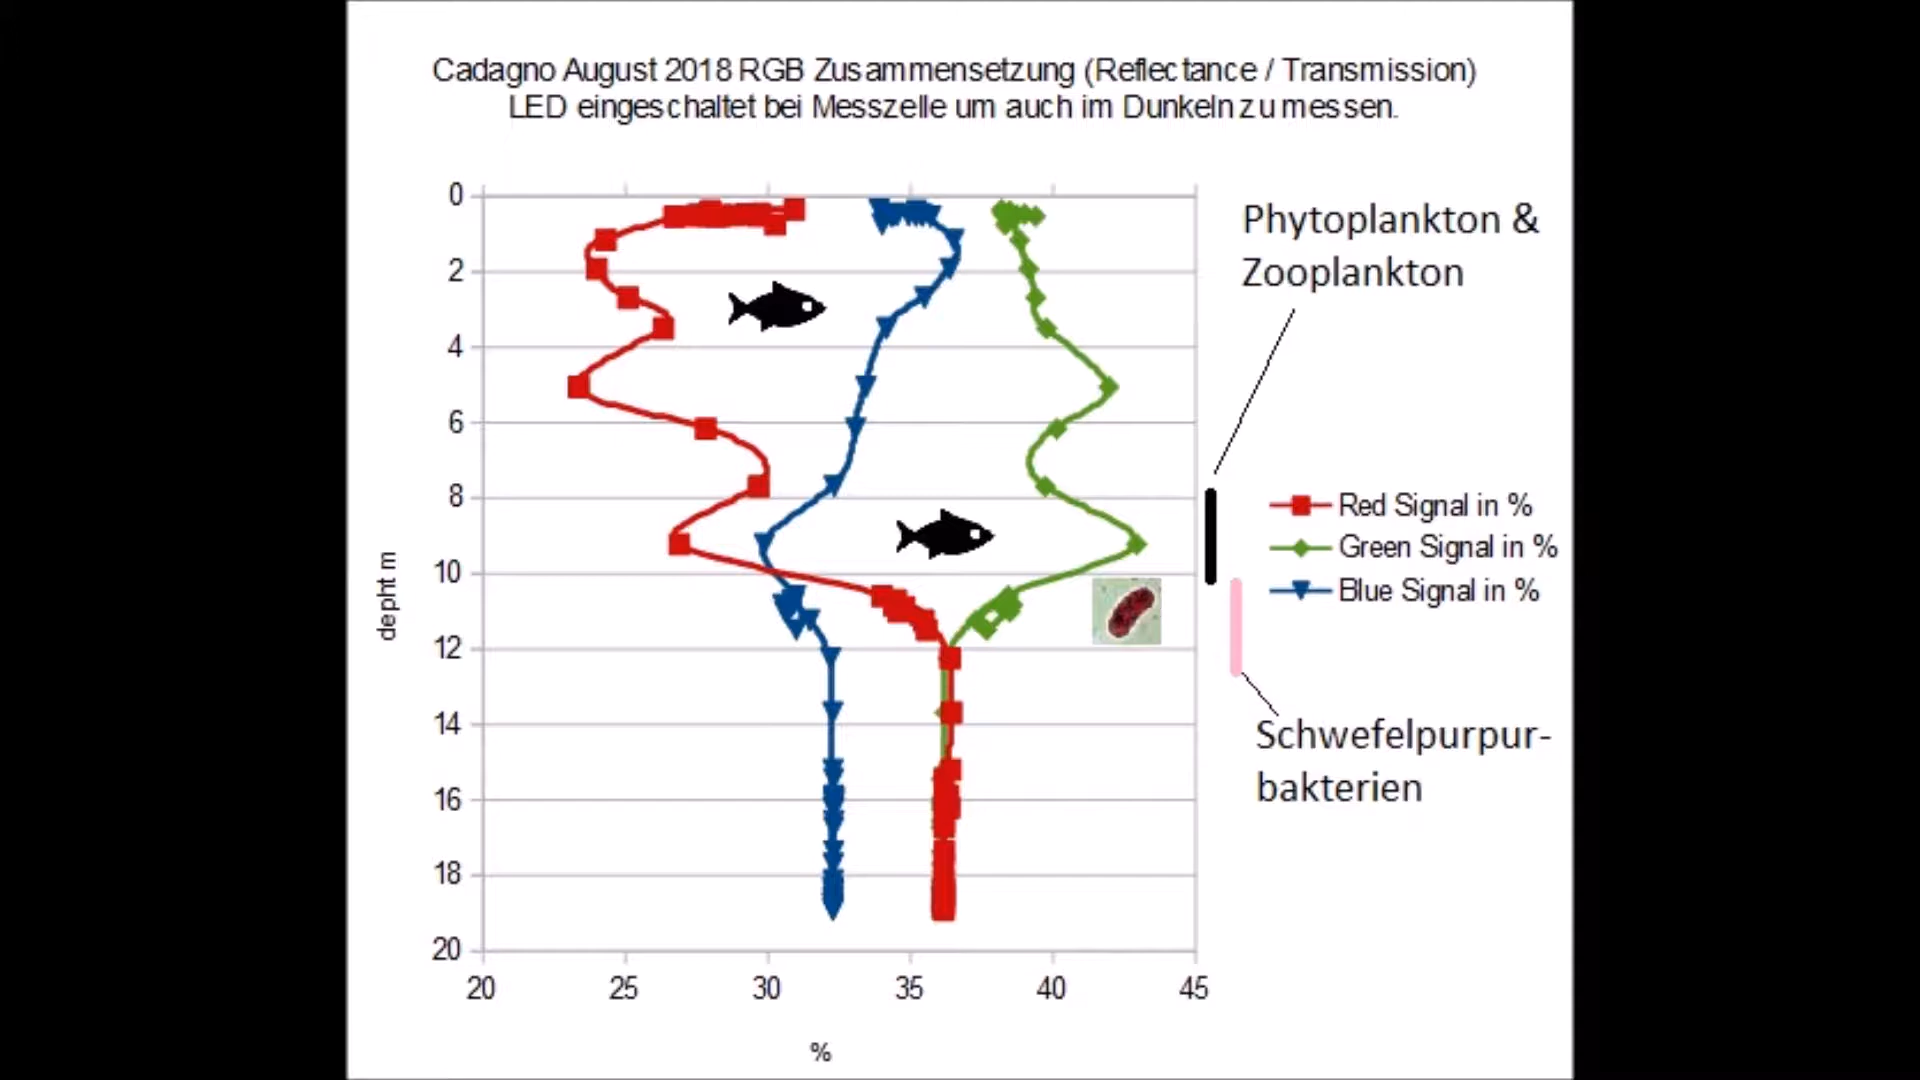 Cadagno August 2018 RGB Zusammensetzung (Reflectance / Transmission)
LED eingeschaltet bei Messzelle um auch im Dunkeln zu messen.
0
2
4
6
8
10
12
14
16
18
20
depht m
20 25 30 35 40 45
%
Phytoplankton &
Zooplankton
Red Signal in %
Green Signal in %
Blue Signal in %
Schwefelpurpur-
bakterien